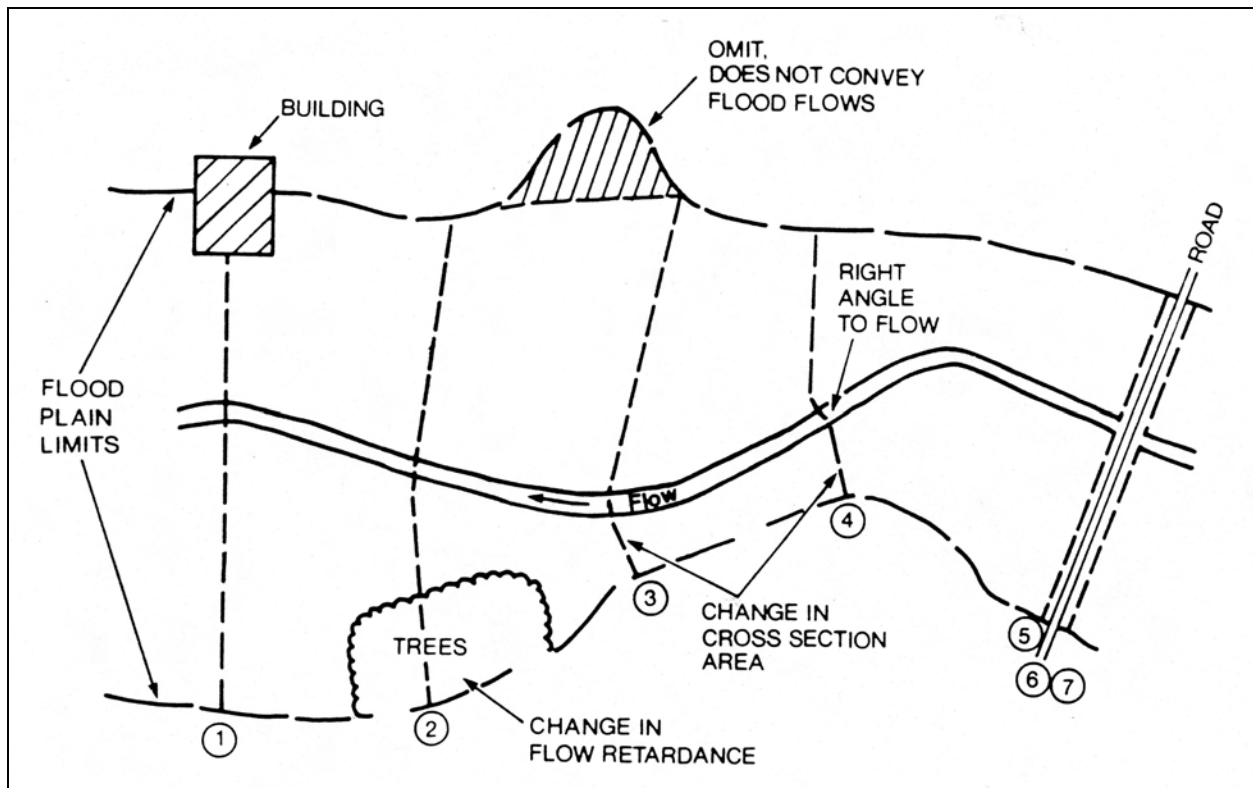 OMIT,
DOES NOT CONVEY
FLOOD FLOWS
BUILDING
ROAD
RIGHT
ANGLE
TO FLOW
FLOOD
PLAIN
LIMITS
Flow
4
3
CHANGE IN
CROSS SECTION
AREA
5
6 7
TREES
1
2
CHANGE IN
FLOW RETARDANCE